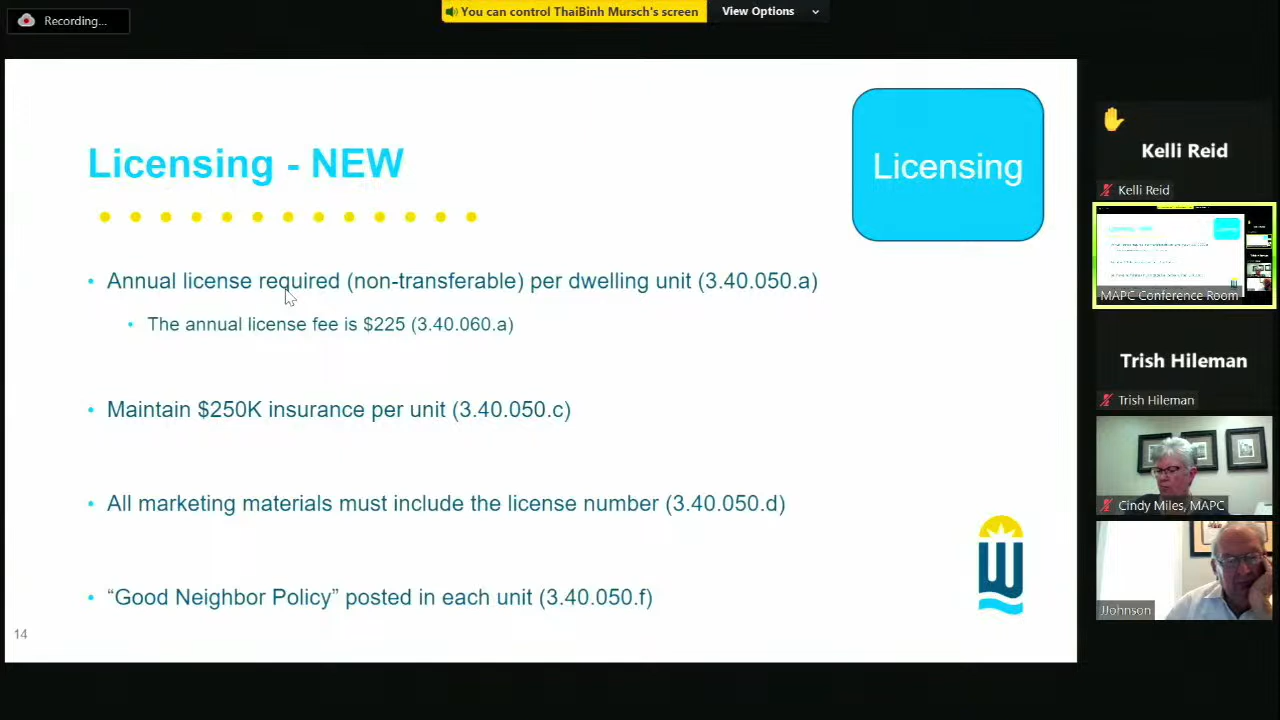 Recording...
You can control ThaiBinh Mursch's screen
View Options
Licensing - NEW
Licensing
• Annual license required (non-transferable) per dwelling unit (3.40.050.a)
• The annual license fee is $225 (3.40.060.a)
• Maintain $250K insurance per unit (3.40.050.c)
• All marketing materials must include the license number (3.40.050.d)
• “Good Neighbor Policy” posted in each unit (3.40.050.f)
14
Kelli Reid
Kelli Reid
MAPC Conference Room
Trish Hileman
Trish Hileman
Cindy Miles, MAPC
JJohnson